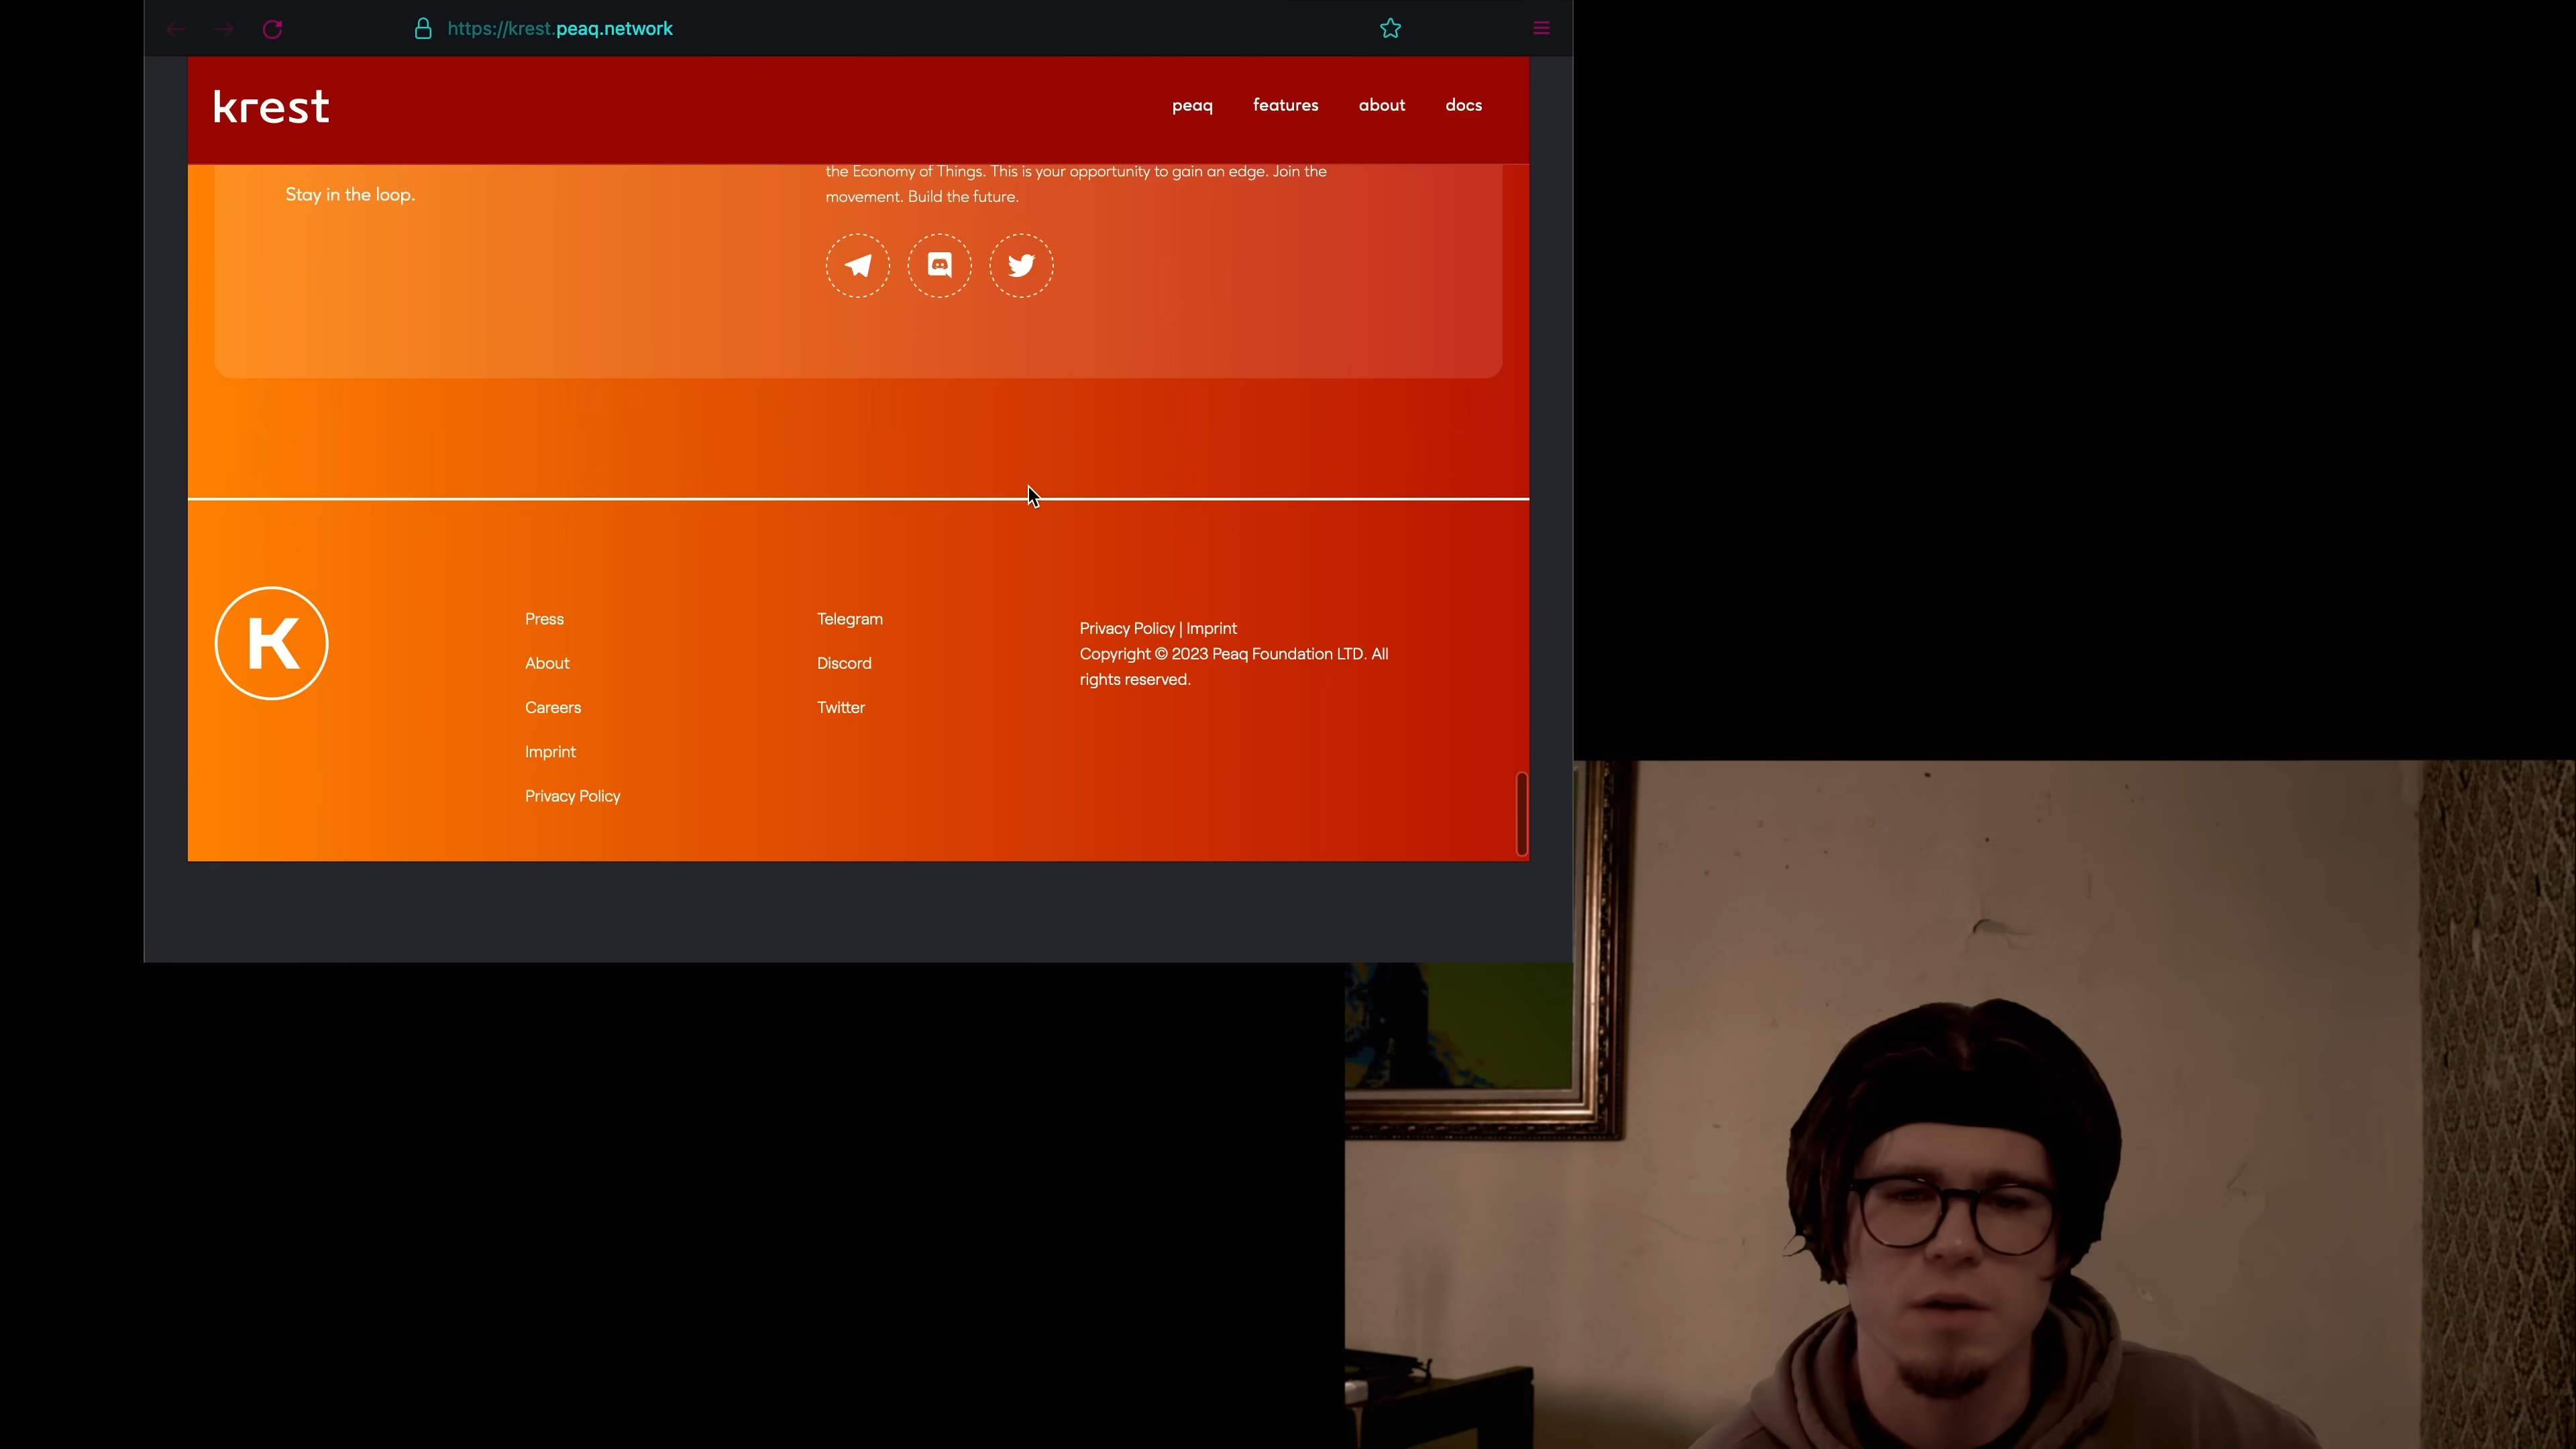 https://krest.peaq.network
krest
peaq features about docs
the Economy of Things. This is your opportunity to gain an edge. Join the
movement. Build the future.
Stay in the loop.
K
Press
About
Careers
Imprint
Privacy Policy
Telegram
Discord
Twitter
Privacy Policy | Imprint
Copyright © 2023 Peaq Foundation LTD. All
rights reserved.